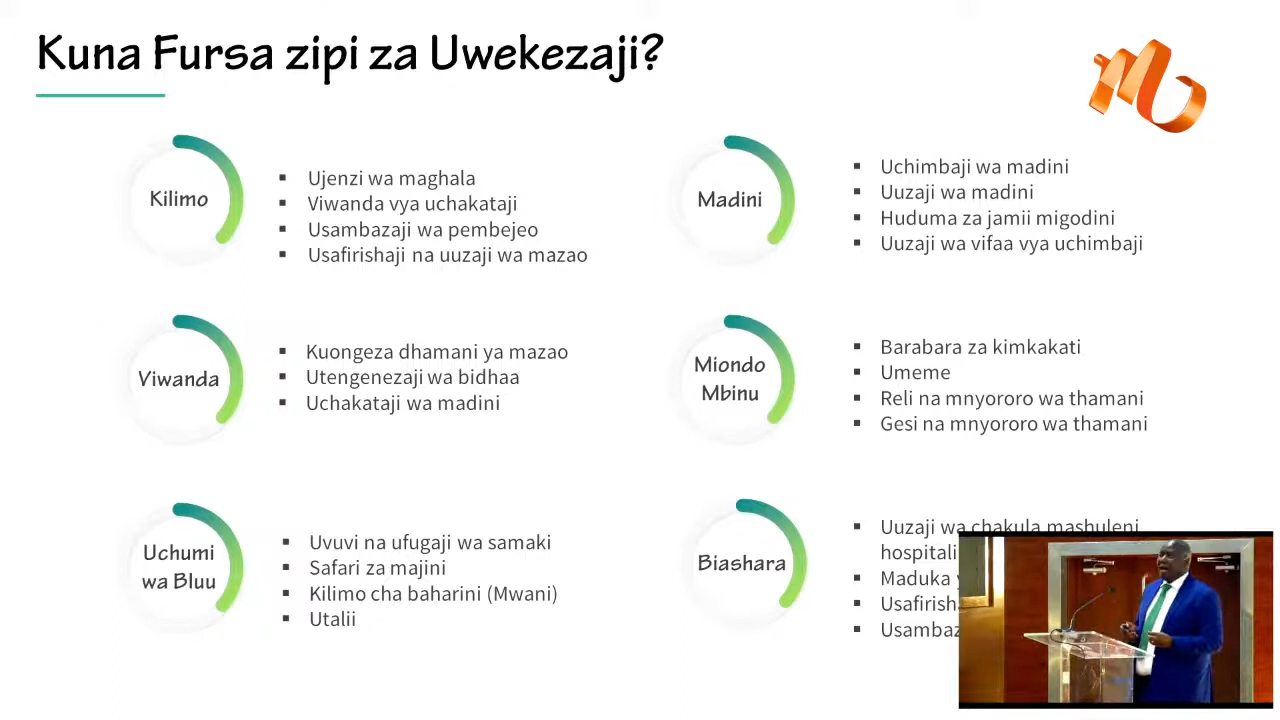 Kuna Fursa zipi za Uwekezaji?
Kilimo
Ujenzi wa maghala
Viwanda vya uchakataji
Usambazaji wa pembejeo
Usafirishaji na uuzaji wa mazao
Madini
Uchimbaji wa madini
Uuzaji wa madini
Huduma za jamii migodini
Uuzaji wa vifaa vya uchimbaji
Viwanda
Kuongeza dhamani ya mazao
Utengenezaji wa bidhaa
Uchakataji wa madini
Miondo
Mbinu
Barabara za kimkakati
Umeme
Reli na mnyororo wa thamani
Gesi na mnyororo wa thamani
Uchumi
wa Bluu
Uvuvi na ufugaji wa samaki
Safari za majini
Kilimo cha baharini (Mwani)
Utalii
Biashara
Uuzaji wa chakula mashuleni
hospitali
Maduka